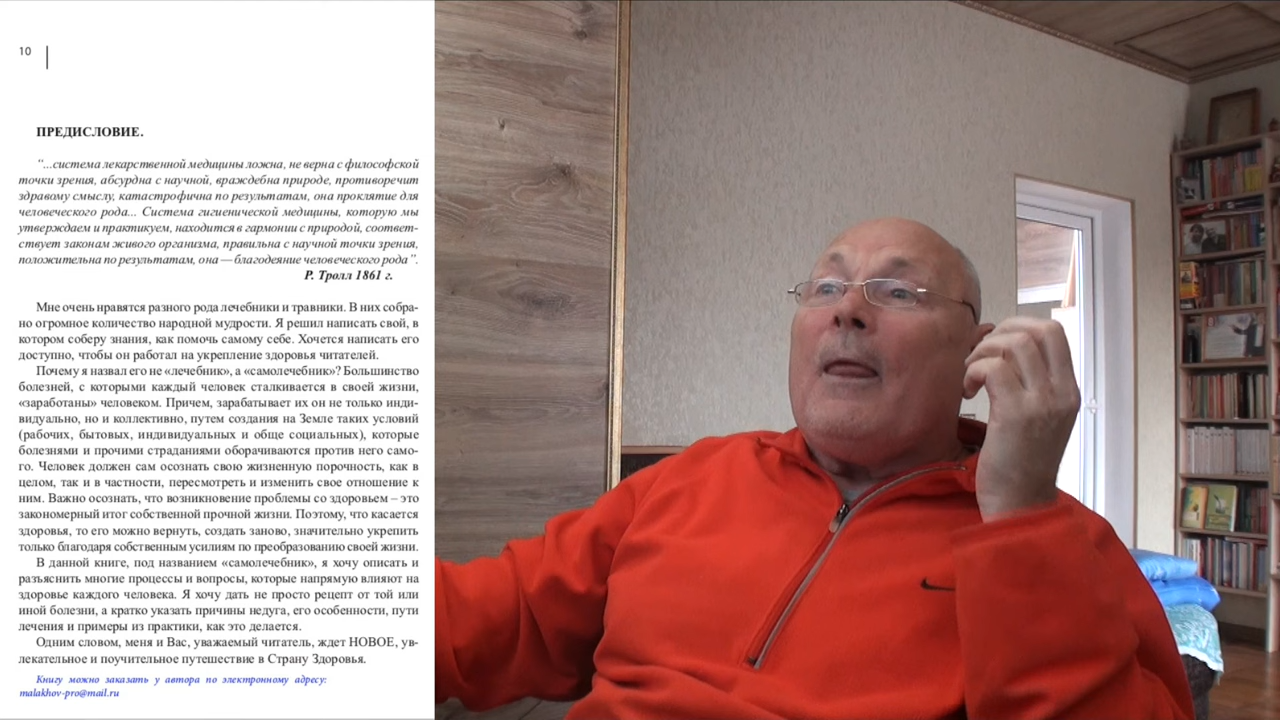 10
ПРЕДИСЛОВИЕ.
"...система лекарственной медицины ложна, не верна с философской
точки зрения, абсурдна с научной, враждебна природе, противоречит
здравому смыслу, катастрофична по результатам, она проклятие для
человеческого рода... Система гигиенической медицины, которую мы
утверждаем и практикуем, находится в гармонии с природой, соответ-
ствует законам живого организма, правильна с научной точки зрения,
положительна по результатам, она — благодеяние человеческого рода".
Р. Тролл 1861 г.
Мне очень нравятся разного рода лечебники и травники. В них собра-
но огромное количество народной мудрости. Я решил написать свой, в
котором соберу знания, как помочь самому себе. Хочется написать его
доступно, чтобы он работал на укрепление здоровья читателей.
Почему я назвал его не «лечебник», а «самолечебник»? Большинство
болезней, с которыми каждый человек сталкивается в своей жизни,
«заработаны» человеком. Причем, зарабатывает их он не только инди-
видуально, но и коллективно, путем создания на Земле таких условий
(рабочих, бытовых, индивидуальных и обще социальных), которые
болезнями и прочими страданиями оборачиваются против него само-
го. Человек должен сам осознать свою жизненную порочность, как в
целом, так и в частности, пересмотреть и изменить свое отношение к
ним. Важно осознать, что возникновение проблемы со здоровьем – это
закономерный итог собственной прочной жизни. Поэтому, что касается
здоровья, то его можно вернуть, создать заново, значительно укрепить
только благодаря собственным усилиям по преобразованию своей жизни.
В данной книге, под названием «самолечебник», я хочу описать и
разъяснить многие процессы и вопросы, которые напрямую влияют на
здоровье каждого человека. Я хочу дать не просто рецепт от той или
иной болезни, а кратко указать причины недуга, его особенности, пути
лечения и примеры из практики, как это делается.
Одним словом, меня и Вас, уважаемый читатель, ждет НОВОЕ, ув-
лекательное и поучительное путешествие в Страну Здоровья.
Книгу можно заказать у автора по электронному адресу:
malakhov-pro@mail.ru